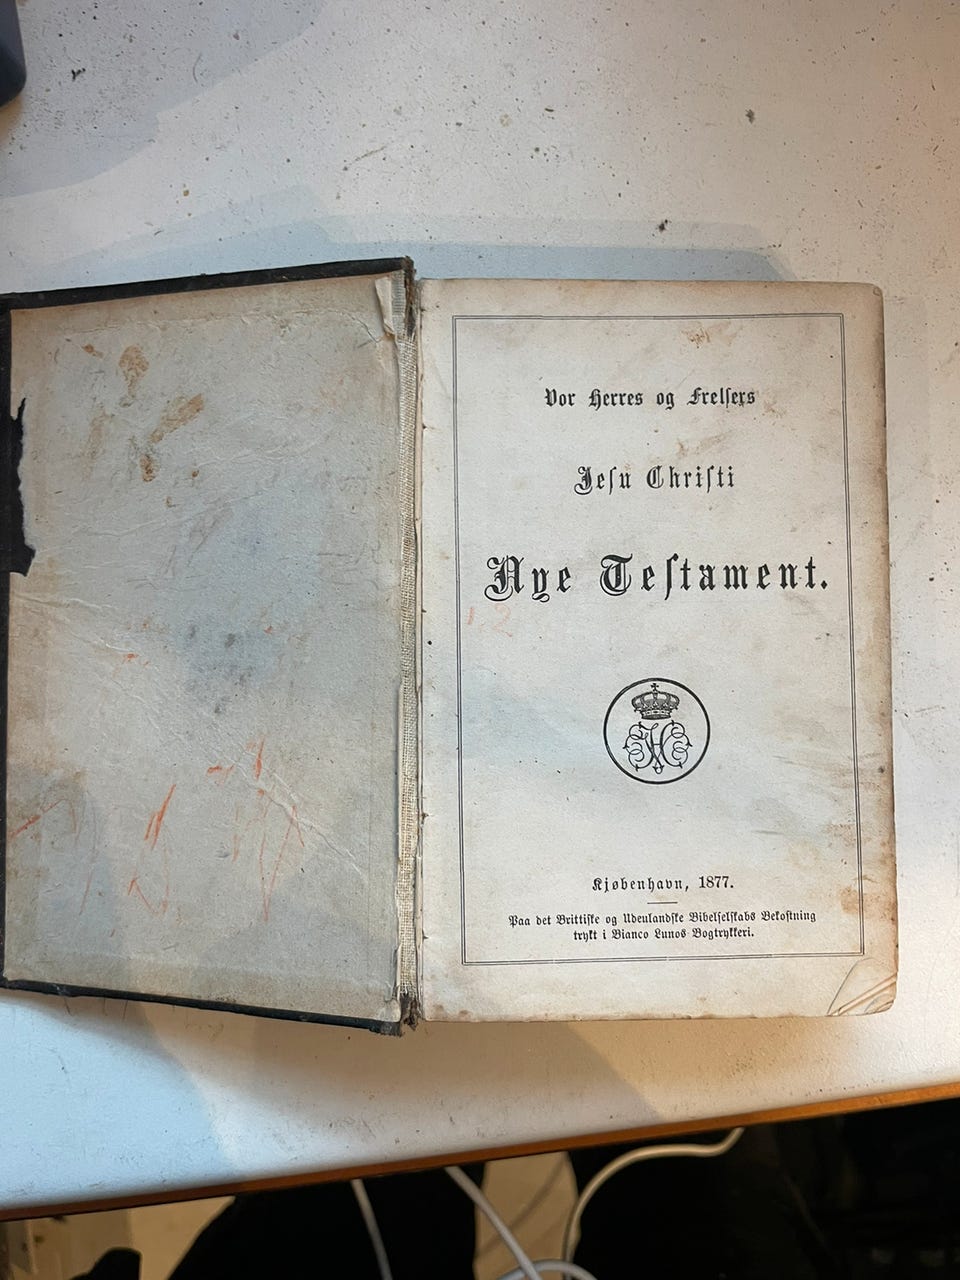 Vor Herres og Frelsers
Jesu Christi
Nye Testament.
Kjøbenhavn, 1877.
Paa det Brittiske og Udenlandske Bibelselskabs Bekostning
trykt i Bianco Lunos Bogtrykkeri.